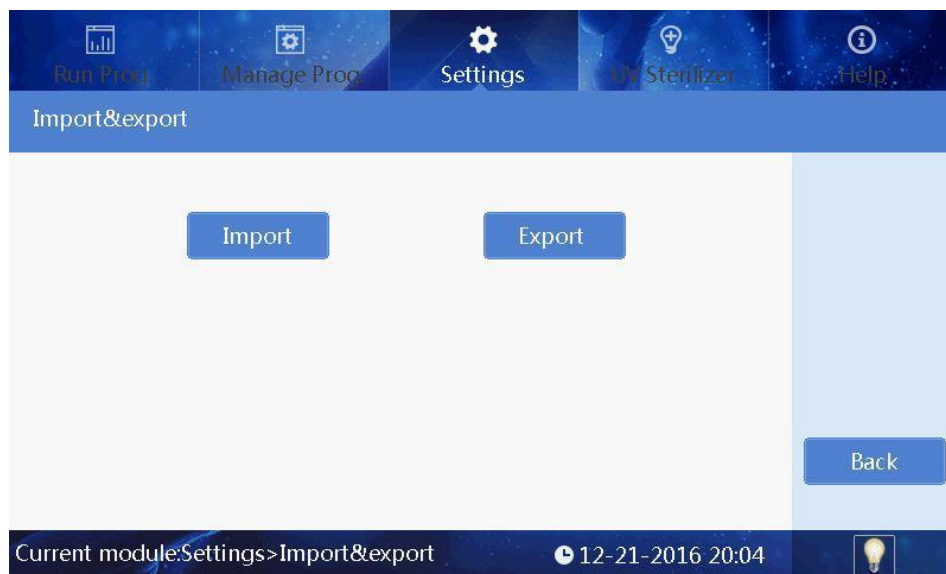 Run Prog. Manage Prog. Settings UV Sterilizer Help
Import&export
Import Export
Back
Current module:Settings>Import&export 12-21-2016 20:04